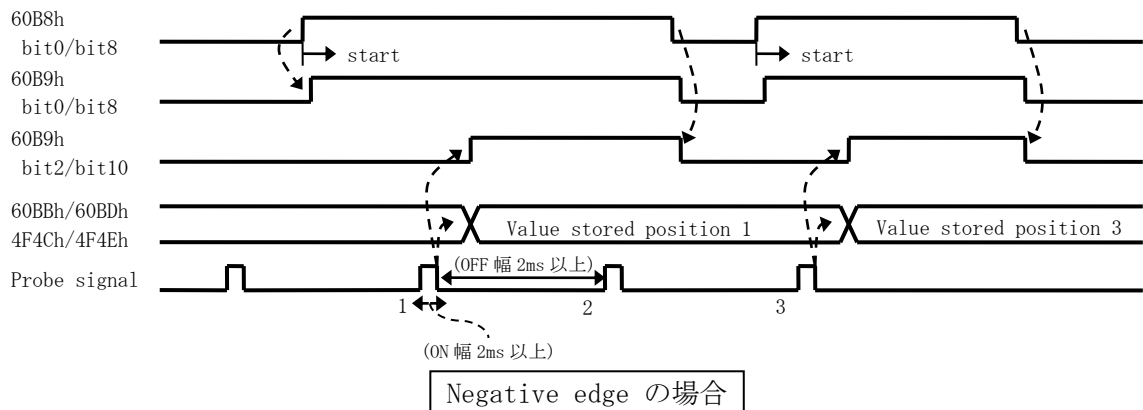 60B8h
bit0/bit8
start
start
60B9h
bit0/bit8
60B9h
bit2/bit10
60BBh/60BDh
4F4Ch/4F4Eh
Value stored position 1
Value stored position 3
(OFF 幅 2ms 以上)
Probe signal
1
2
3
(ON 幅 2ms 以上)
Negative edge の場合